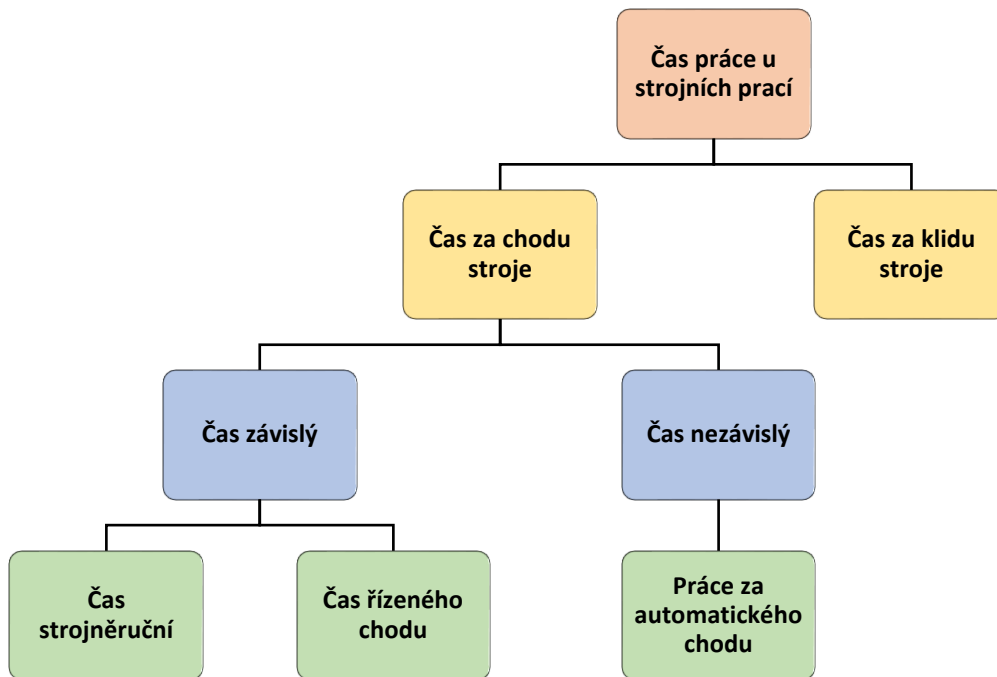 Čas práce u
strojních prací
Čas za chodu
stroje
Čas za klidu
stroje
Čas závislý
Čas nezávislý
Čas
strojněruční
Čas řízeného
chodu
Práce za
automatického
chodu